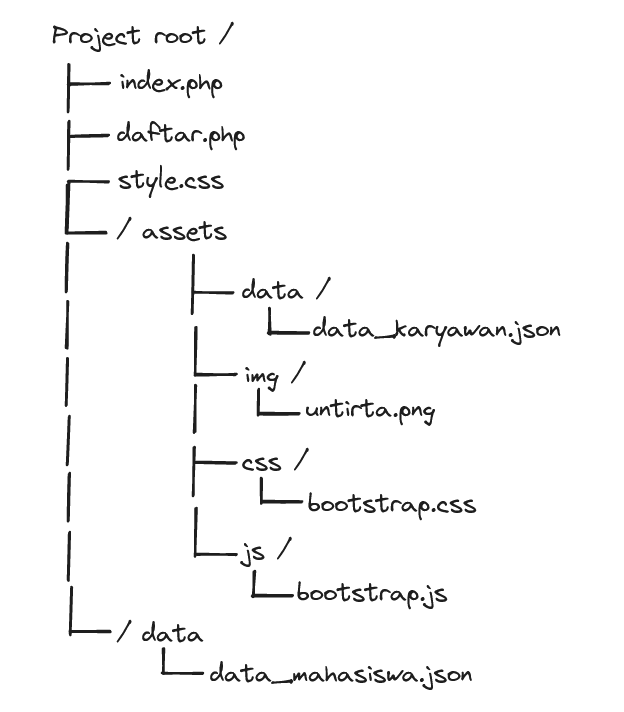 Project root /
index.php
daftar.php
style.css
/ assets
data /
data_karyawan.json
img /
untirta.png
css /
bootstrap.css
js /
bootstrap.js
/ data
data_mahasiswa.json